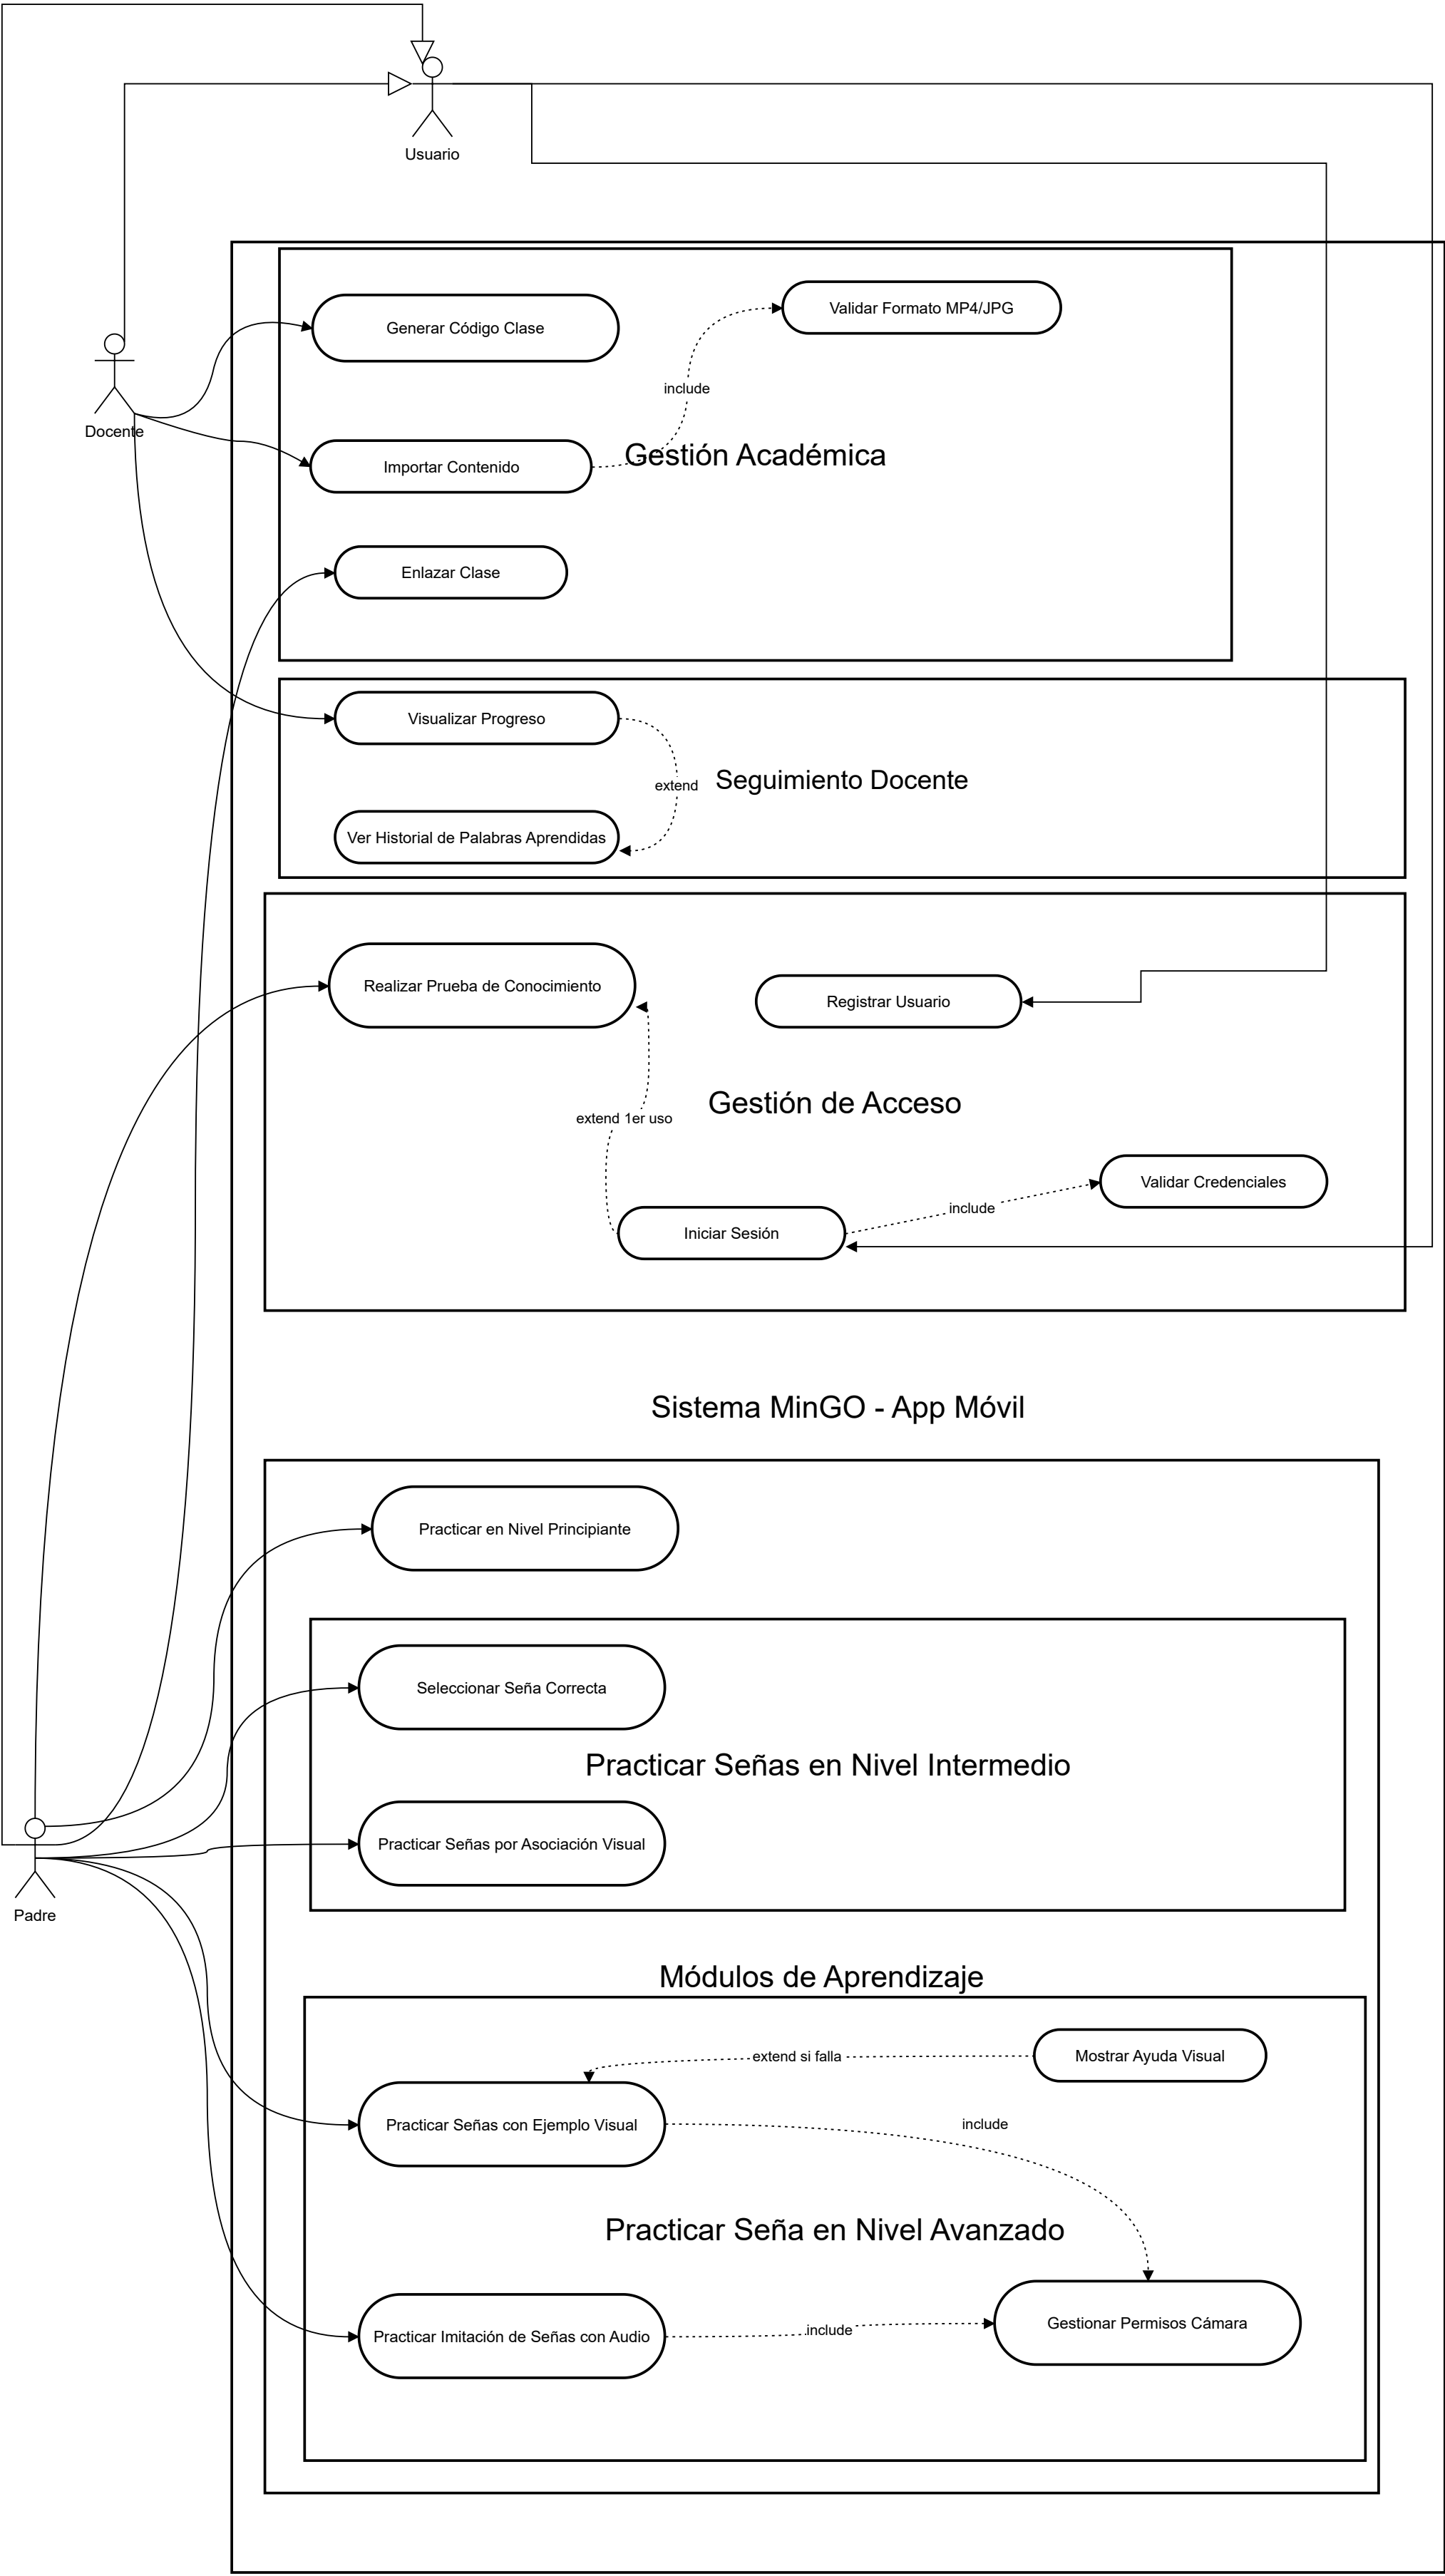 Usuario
Validar Formato MP4/JPG
Generar Código Clase
include
Docente
Gestión Académica
Importar Contenido
Enlazar Clase
Visualizar Progreso
Seguimiento Docente
extend
Ver Historial de Palabras Aprendidas
Realizar Prueba de Conocimiento
Registrar Usuario
Gestión de Acceso
extend 1er uso
Validar Credenciales
include
Iniciar Sesión
Sistema MinGO - App Móvil
Practicar en Nivel Principiante
Seleccionar Seña Correcta
Practicar Señas en Nivel Intermedio
Practicar Señas por Asociación Visual
Padre
Módulos de Aprendizaje
extend si falla
Mostrar Ayuda Visual
Practicar Señas con Ejemplo Visual
include
Practicar Seña en Nivel Avanzado
Gestionar Permisos Cámara
include
Practicar Imitación de Señas con Audio